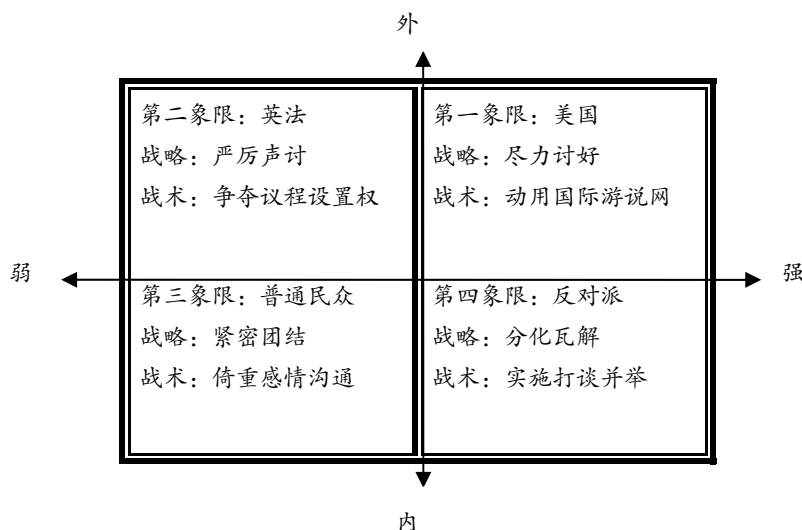 外
第二象限：英法
战略：严厉声讨
战术：争夺议程设置权
第一象限：美国
战略：尽力讨好
战术：动用国际游说网
弱
强
第三象限：普通民众
战略：紧密团结
战术：倚重感情沟通
第四象限：反对派
战略：分化瓦解
战术：实施打谈并举
内